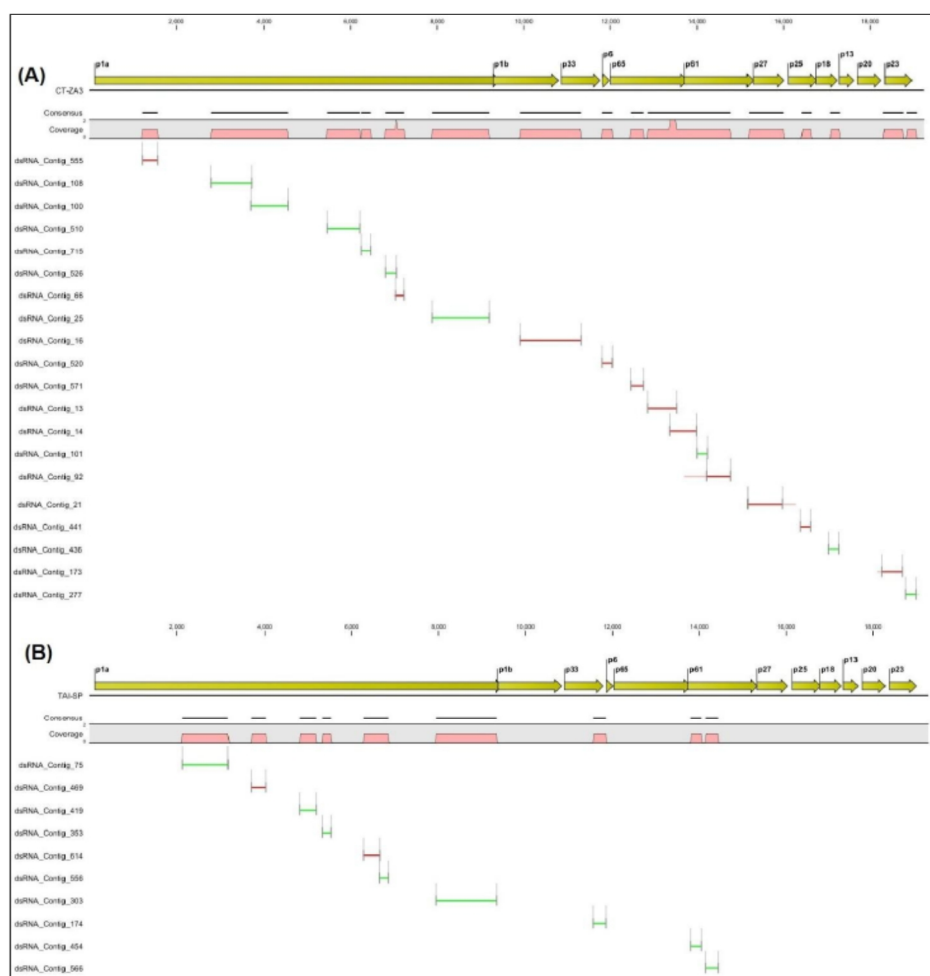 2,000 4,000 6,000 8,000 10,000 12,000 14,000 16,000 18,000
(A)
p1a p1b p33 p6 p65 p61 p27 p25 p18 p13 p20 p23
CT-ZA3
Consensus
Coverage
dsRNA_Contig_555
dsRNA_Contig_108
dsRNA_Contig_100
dsRNA_Contig_510
dsRNA_Contig_715
dsRNA_Contig_526
dsRNA_Contig_66
dsRNA_Contig_25
dsRNA_Contig_16
dsRNA_Contig_520
dsRNA_Contig_571
dsRNA_Contig_13
dsRNA_Contig_14
dsRNA_Contig_101
dsRNA_Contig_92
dsRNA_Contig_21
dsRNA_Contig_441
dsRNA_Contig_436
dsRNA_Contig_173
dsRNA_Contig_277
2,000 4,000 6,000 8,000 10,000 12,000 14,000 16,000 18,000
(B)
p1a p1b p33 p6 p65 p61 p27 p25 p18 p13 p20 p23
TAI-SP
Consensus
Coverage
dsRNA_Contig_75
dsRNA_Contig_469
dsRNA_Contig_419
dsRNA_Contig_353
dsRNA_Contig_614
dsRNA_Contig_556
dsRNA_Contig_303
dsRNA_Contig_174
dsRNA_Contig_454
dsRNA_Contig_566